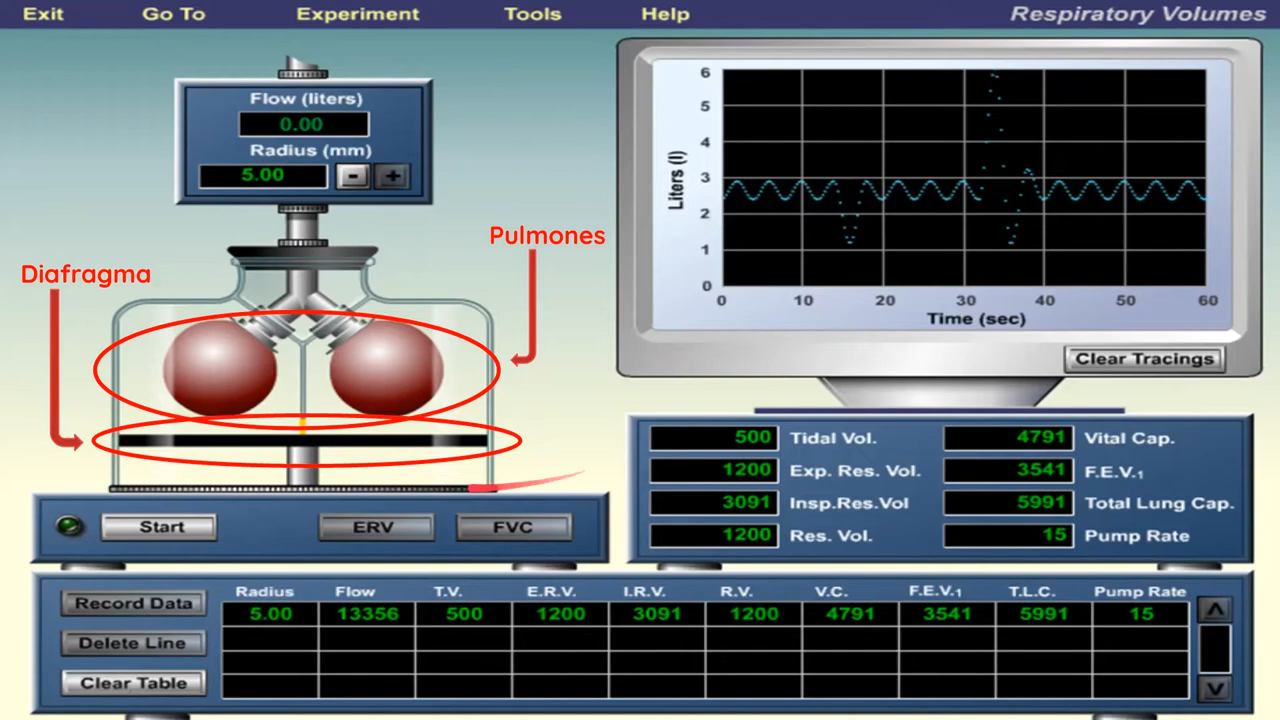 Exit Go To Experiment Tools Help Respiratory Volumes
Flow (liters)
0.00
Radius (mm)
5.00 - +
Pulmones
Diafragma
6
5
4
3
2
1
0
Liters (l)
0 10 20 30 40 50 60
Time (sec)
Clear Tracings
500 Tidal Vol. 4791 Vital Cap.
1200 Exp. Res. Vol. 3541 F.E.V.1
3091 Insp.Res.Vol 5991 Total Lung Cap.
1200 Res. Vol. 15 Pump Rate
Start ERV FVC
Radius Flow T.V. E.R.V. I.R.V. R.V. V.C. F.E.V.1 T.L.C. Pump Rate
Record Data 5.00 13356 500 1200 3091 1200 4791 3541 5991 15
Delete Line
Clear Table